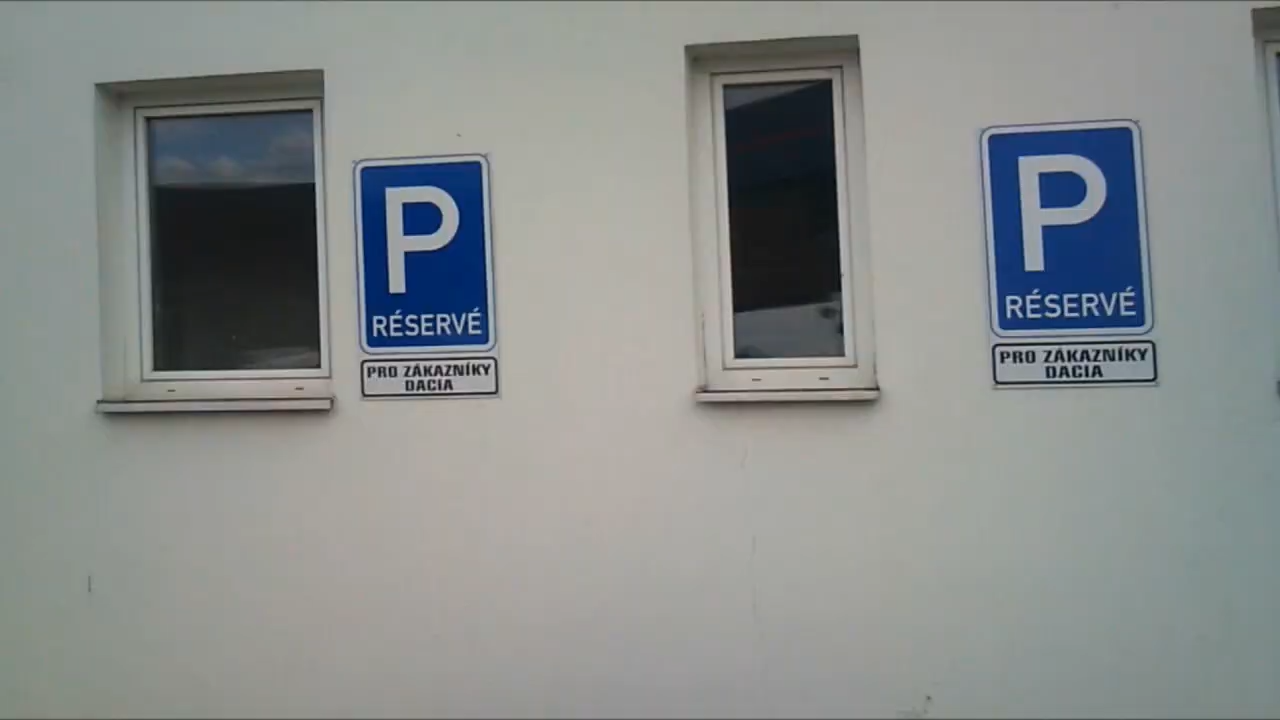 P
RÉSERVÉ
PRO ZÁKAZNÍKY
DACIA
P
RÉSERVÉ
PRO ZÁKAZNÍKY
DACIA